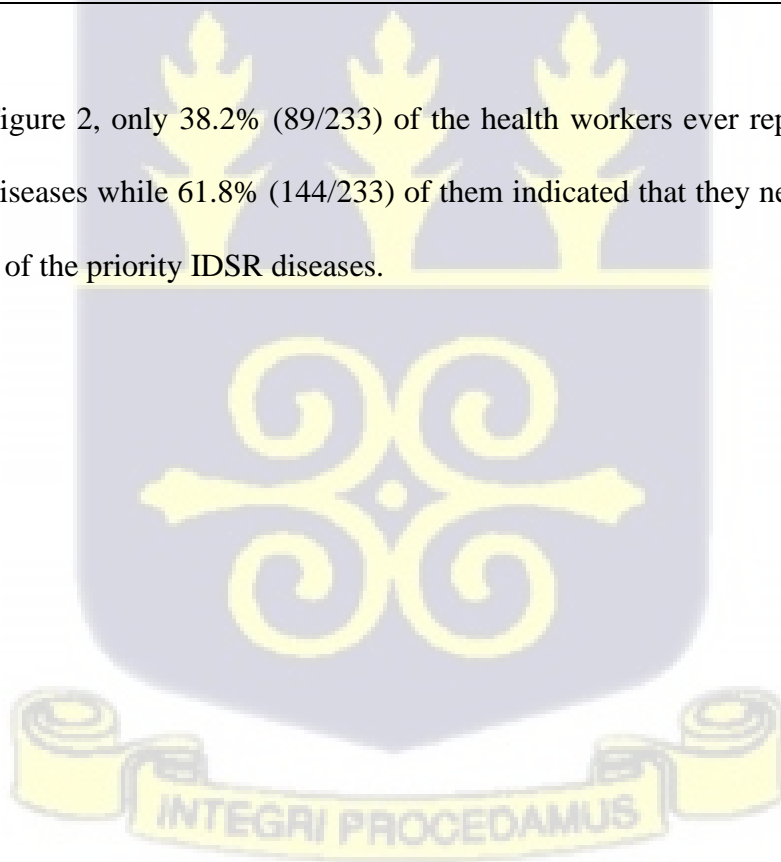 igure 2, only 38.2% (89/233) of the health workers ever rep
iseases while 61.8% (144/233) of them indicated that they ne
of the priority IDSR diseases.
INTEGRI PROCEDAMUS